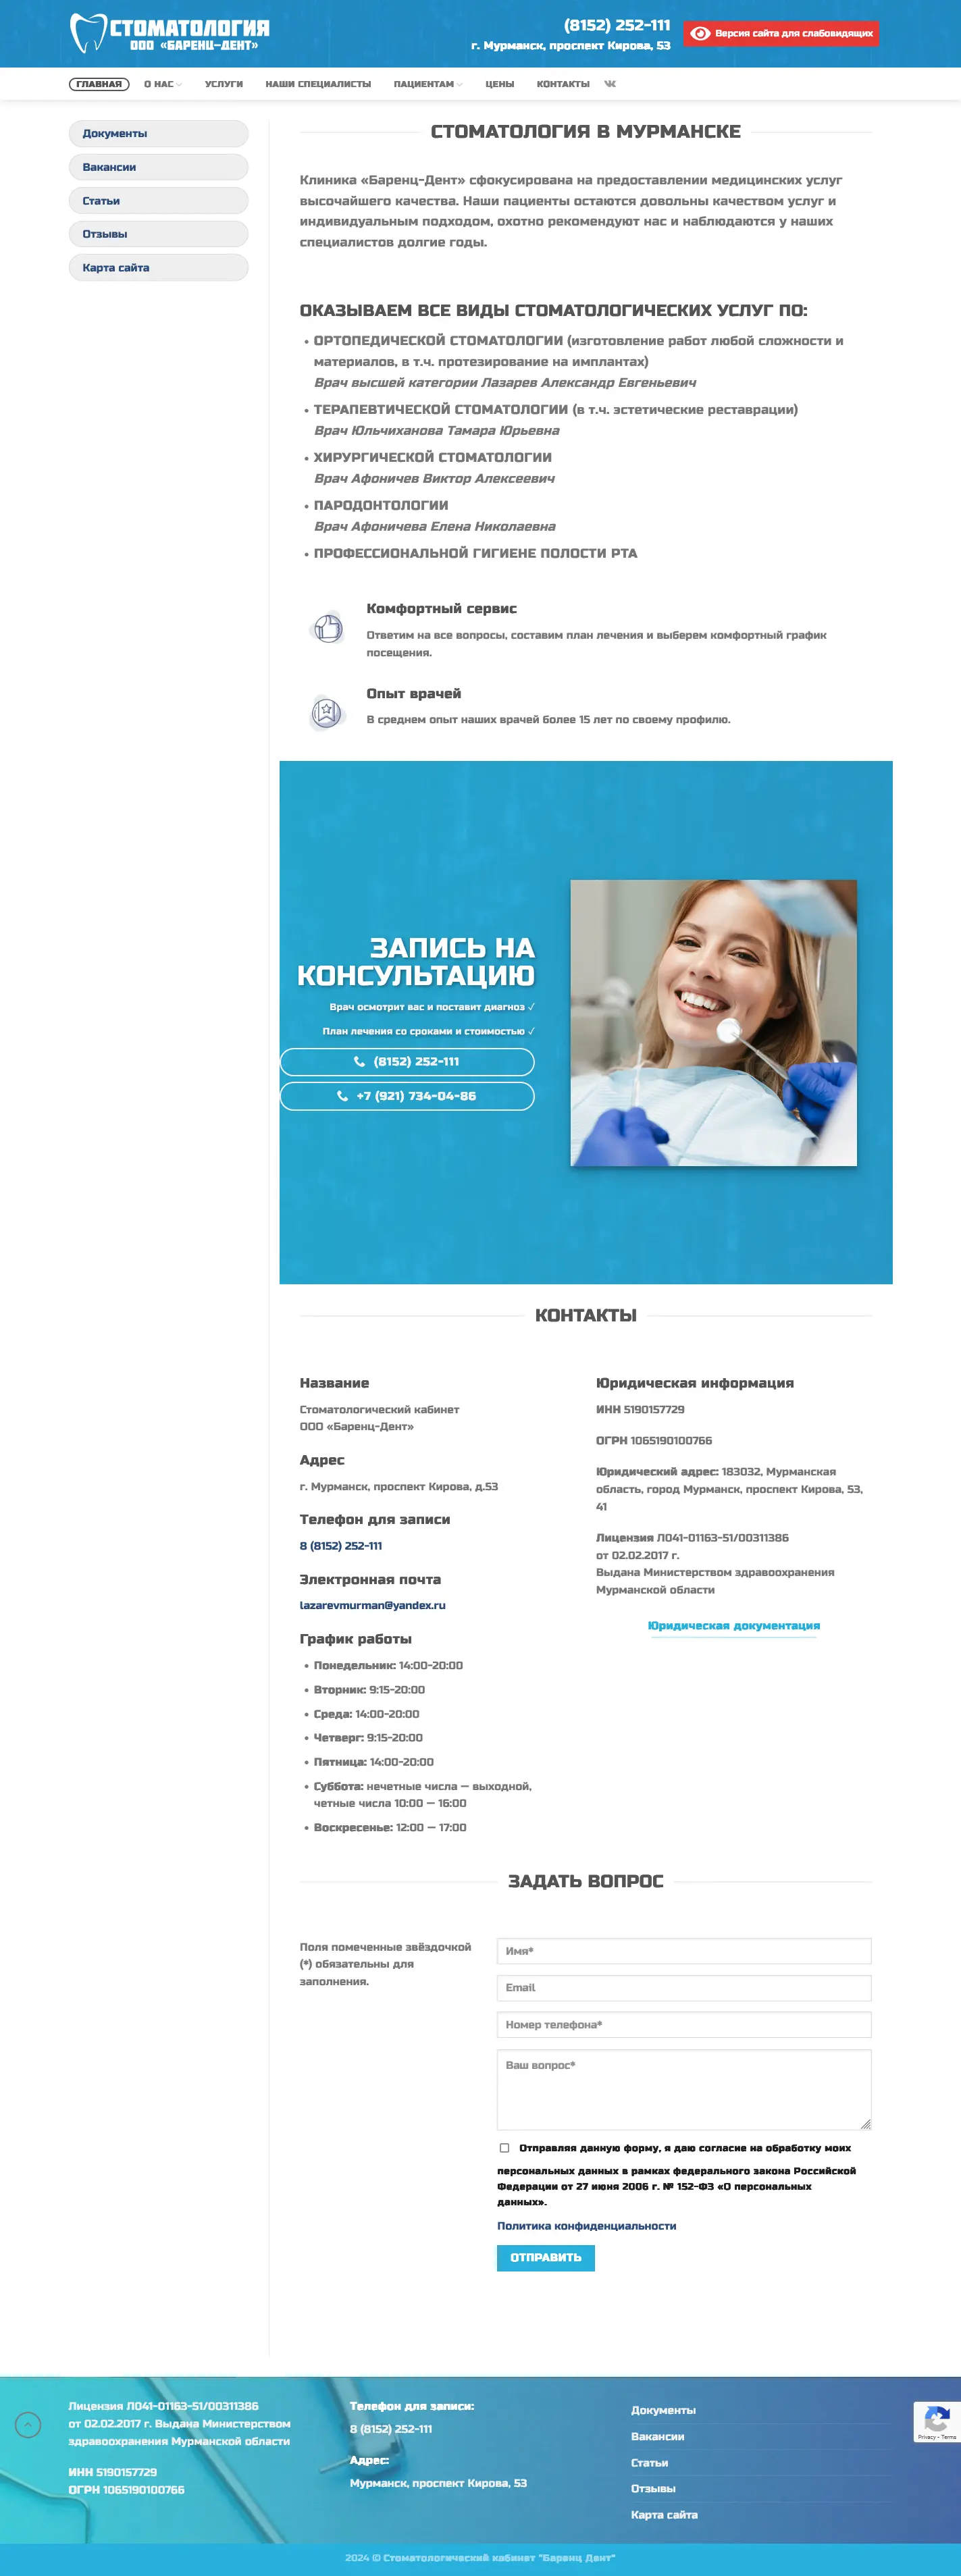 СТОМАТОЛОГИЯ
ООО «БАРЕНЦ-ДЕНТ»
(8152) 252-111
г. Мурманск, проспект Кирова, 53
Версия сайта для слабовидящих
ГЛАВНАЯ О НАС УСЛУГИ НАШИ СПЕЦИАЛИСТЫ ПАЦИЕНТАМ ЦЕНЫ КОНТАКТЫ
Документы
Вакансии
Статьи
Отзывы
Карта сайта
СТОМАТОЛОГИЯ В МУРМАНСКЕ
Клиника «Баренц-Дент» сфокусирована на предоставлении медицинских услуг
высочайшего качества. Наши пациенты остаются довольны качеством услуг и
индивидуальным подходом, охотно рекомендуют нас и наблюдаются у наших
специалистов долгие годы.
ОКАЗЫВАЕМ ВСЕ ВИДЫ СТОМАТОЛОГИЧЕСКИХ УСЛУГ ПО:
• ОРТОПЕДИЧЕСКОЙ СТОМАТОЛОГИИ (изготовление работ любой сложности и
материалов, в т.ч. протезирование на имплантах)
Врач высшей категории Лазарев Александр Евгеньевич
• ТЕРАПЕВТИЧЕСКОЙ СТОМАТОЛОГИИ (в т.ч. эстетические реставрации)
Врач Юльчиханова Тамара Юрьевна
• ХИРУРГИЧЕСКОЙ СТОМАТОЛОГИИ
Врач Афоничев Виктор Алексеевич
• ПАРОДОНТОЛОГИИ
Врач Афоничева Елена Николаевна
• ПРОФЕССИОНАЛЬНОЙ ГИГИЕНЕ ПОЛОСТИ РТА
Комфортный сервис
Ответим на все вопросы, составим план лечения и выберем комфортный график
посещения.
Опыт врачей
В среднем опыт наших врачей более 15 лет по своему профилю.
ЗАПИСЬ НА
КОНСУЛЬТАЦИЮ
Врач осмотрит вас и поставит диагноз ✓
План лечения со сроками и стоимостью ✓
(8152) 252-111
+7 (921) 734-04-86
КОНТАКТЫ
Название
Стоматологический кабинет
ООО «Баренц-Дент»
Адрес
г. Мурманск, проспект Кирова, д.53
Телефон для записи
8 (8152) 252-111
Электронная почта
lazarevmurman@yandex.ru
График работы
• Понедельник: 14:00-20:00
• Вторник: 9:15-20:00
• Среда: 14:00-20:00
• Четверг: 9:15-20:00
• Пятница: 14:00-20:00
• Суббота: нечетные числа — выходной,
четные числа 10:00 — 16:00
• Воскресенье: 12:00 — 17:00
Юридическая информация
ИНН 5190157729
ОГРН 1065190100766
Юридический адрес: 183032, Мурманская
область, город Мурманск, проспект Кирова, 53,
41
Лицензия Л041-01163-51/00311386
от 02.02.2017 г.
Выдана Министерством здравоохранения
Мурманской области
Юридическая документация
ЗАДАТЬ ВОПРОС
Поля помеченные звёздочкой
(*) обязательны для
заполнения.
Имя*
Email
Номер телефона*
Ваш вопрос*
Отправляя данную форму, я даю согласие на обработку моих
персональных данных в рамках федерального закона Российской
Федерации от 27 июня 2006 г. № 152-ФЗ «О персональных
данных».
Политика конфиденциальности
ОТПРАВИТЬ
Лицензия Л041-01163-51/00311386
от 02.02.2017 г. Выдана Министерством
здравоохранения Мурманской области
ИНН 5190157729
ОГРН 1065190100766
Телефон для записи:
8 (8152) 252-111
Адрес:
Мурманск, проспект Кирова, 53
Документы
Вакансии
Статьи
Отзывы
Карта сайта
Privacy - Terms
2024 © Стоматологический кабинет "Баренц Дент"